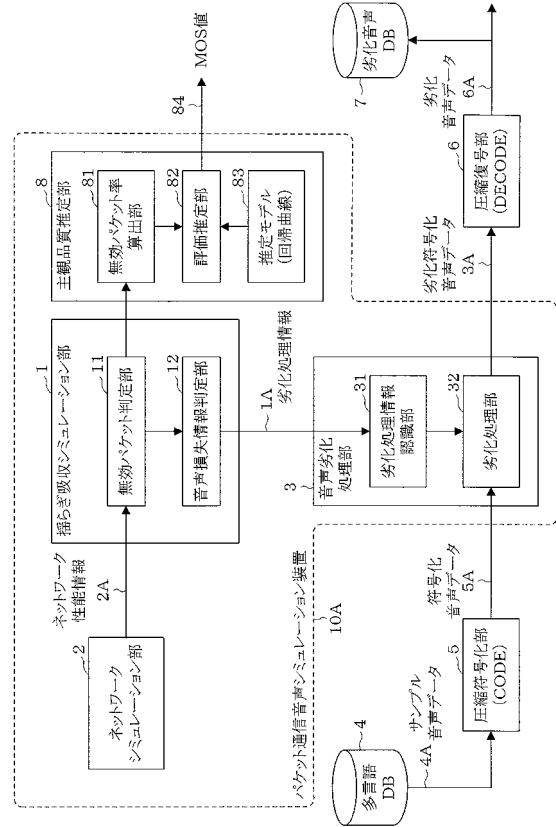 パケット通信音声シミュレーション装置
10A
ネットワーク
シミュレーション部
2
ネットワーク
性能情報
2A
揺らぎ吸収シミュレーション部
1
無効パケット判定部
11
音声損失情報判定部
12
1A
劣化処理情報
主観品質推定部
8
無効パケット率
算出部
81
評価推定部
82
推定モデル
(回帰曲線)
83
84
MOS値
音声劣化
処理部
3
劣化処理情報
認識部
31
劣化処理部
32
多言語
DB
4
サンプル
音声データ
4A
圧縮符号化部
(CODE)
5
符号化
音声データ
5A
劣化符号化
音声データ
3A
圧縮復号部
(DECODE)
6
劣化
音声データ
6A
劣化音声
DB
7